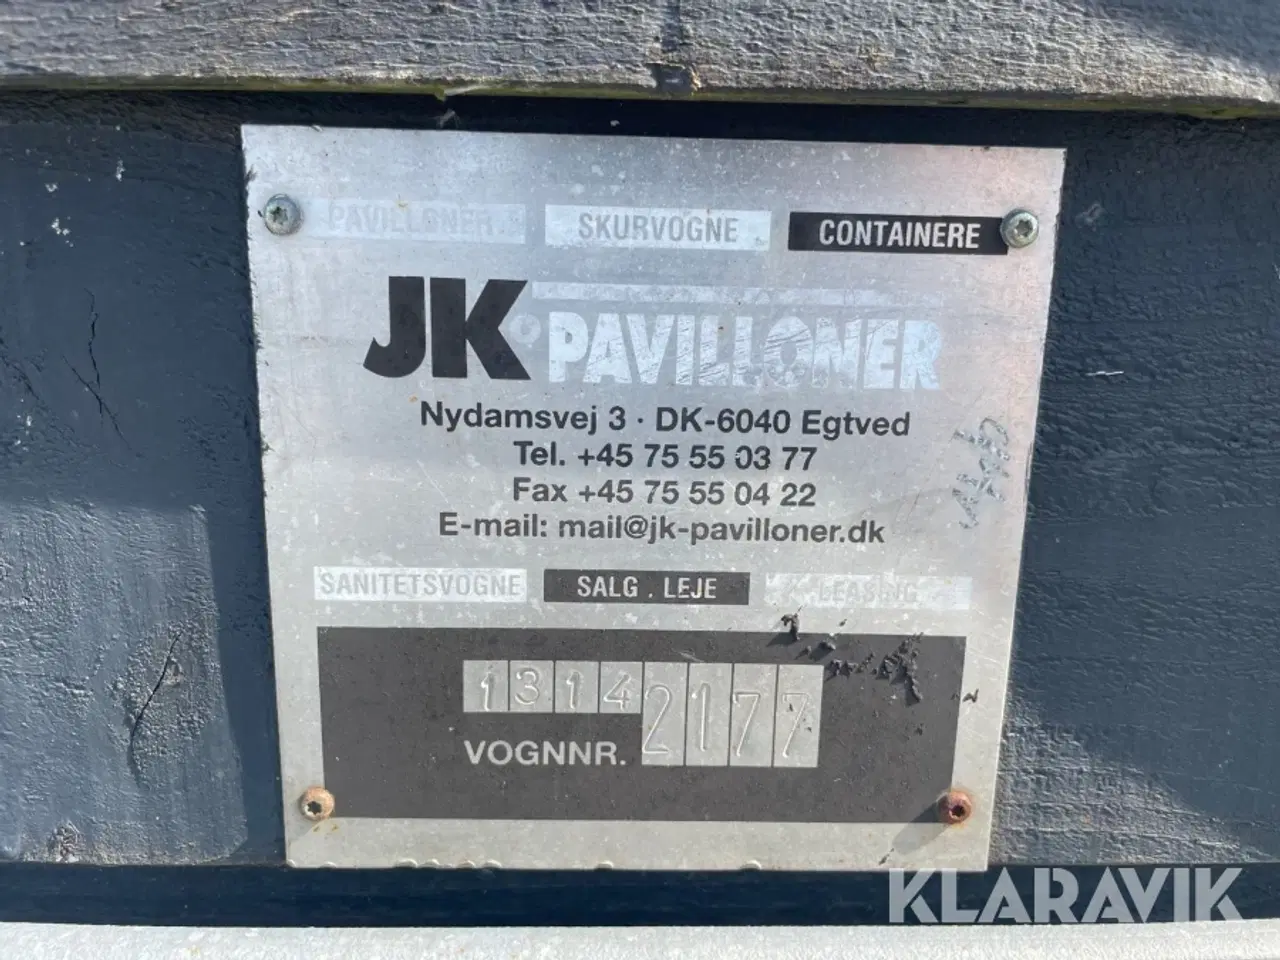 PAVILLONER SKURVOGNE CONTAINERE
JK PAVILLONER
Nydamsvej 3 · DK-6040 Egtved
Tel. +45 75 55 03 77
Fax +45 75 55 04 22
E-mail: mail@jk-pavilloner.dk
SANITETSVOGNE SALG . LEJE LEASING
1314
VOGNNR. 2177
KLARAVIK